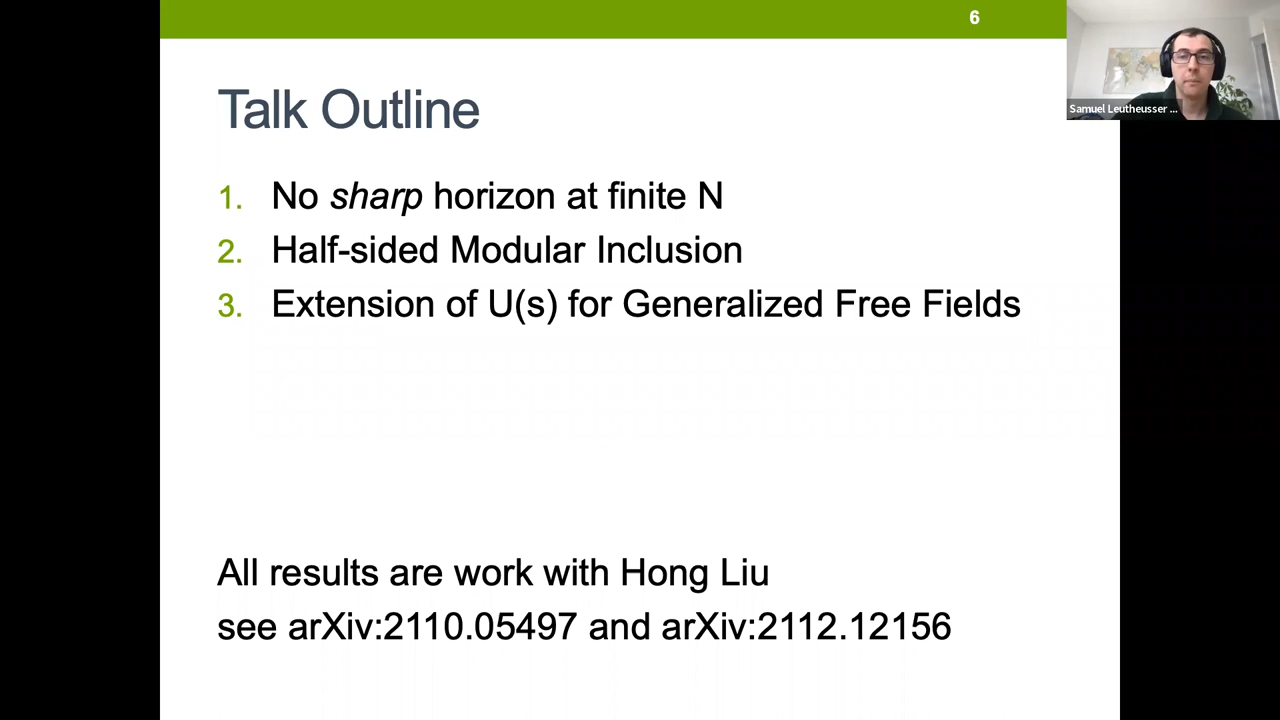 6
Samuel Leutheusser ...
Talk Outline
1. No sharp horizon at finite N
2. Half-sided Modular Inclusion
3. Extension of U(s) for Generalized Free Fields
All results are work with Hong Liu
see arXiv:2110.05497 and arXiv:2112.12156